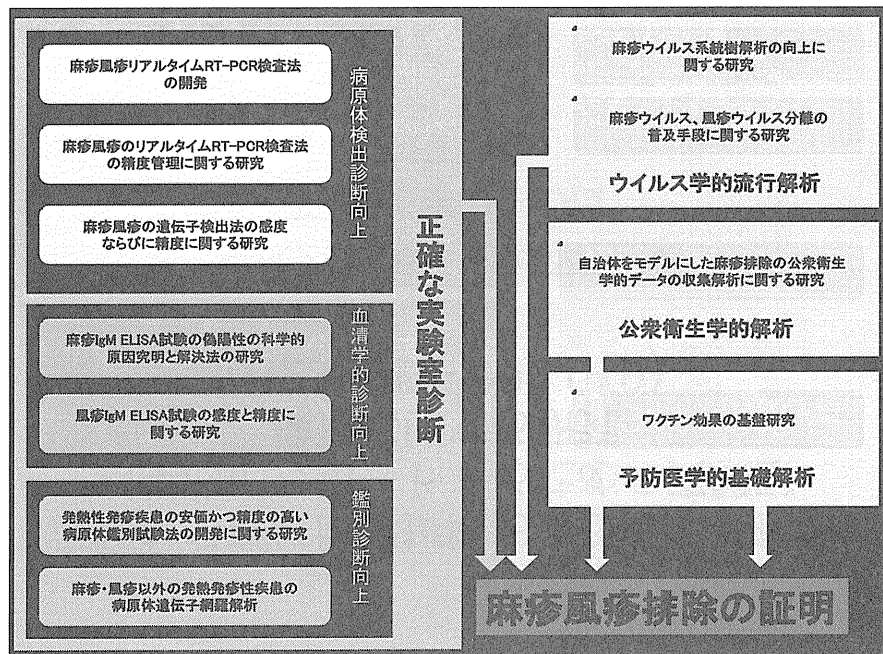 麻疹風疹リアルタイムRT-PCR検査法
の開発
麻疹風疹のリアルタイムRT-PCR検査法
の精度管理に関する研究
麻疹風疹の遺伝子検出法の感度
ならびに精度に関する研究
病原体検出診断向上
麻疹IgM ELISA試験の偽陽性の科学的
原因究明と解決法の研究
風疹IgM ELISA試験の感度と精度に
関する研究
血清学的診断向上
発熱性発疹疾患の安価かつ精度の高い
病原体鑑別試験法の開発に関する研究
麻疹・風疹以外の発熱発疹性疾患の
病原体遺伝子網羅解析
鑑別診断向上
正確な実験室診断
麻疹ウイルス系統樹解析の向上に
関する研究
麻疹ウイルス、風疹ウイルス分離の
普及手段に関する研究
ウイルス学的流行解析
自治体をモデルにした麻疹排除の公衆衛生
学的データの収集解析に関する研究
公衆衛生学的解析
ワクチン効果の基盤研究
予防医学的基礎解析
麻疹風疹排除の証明